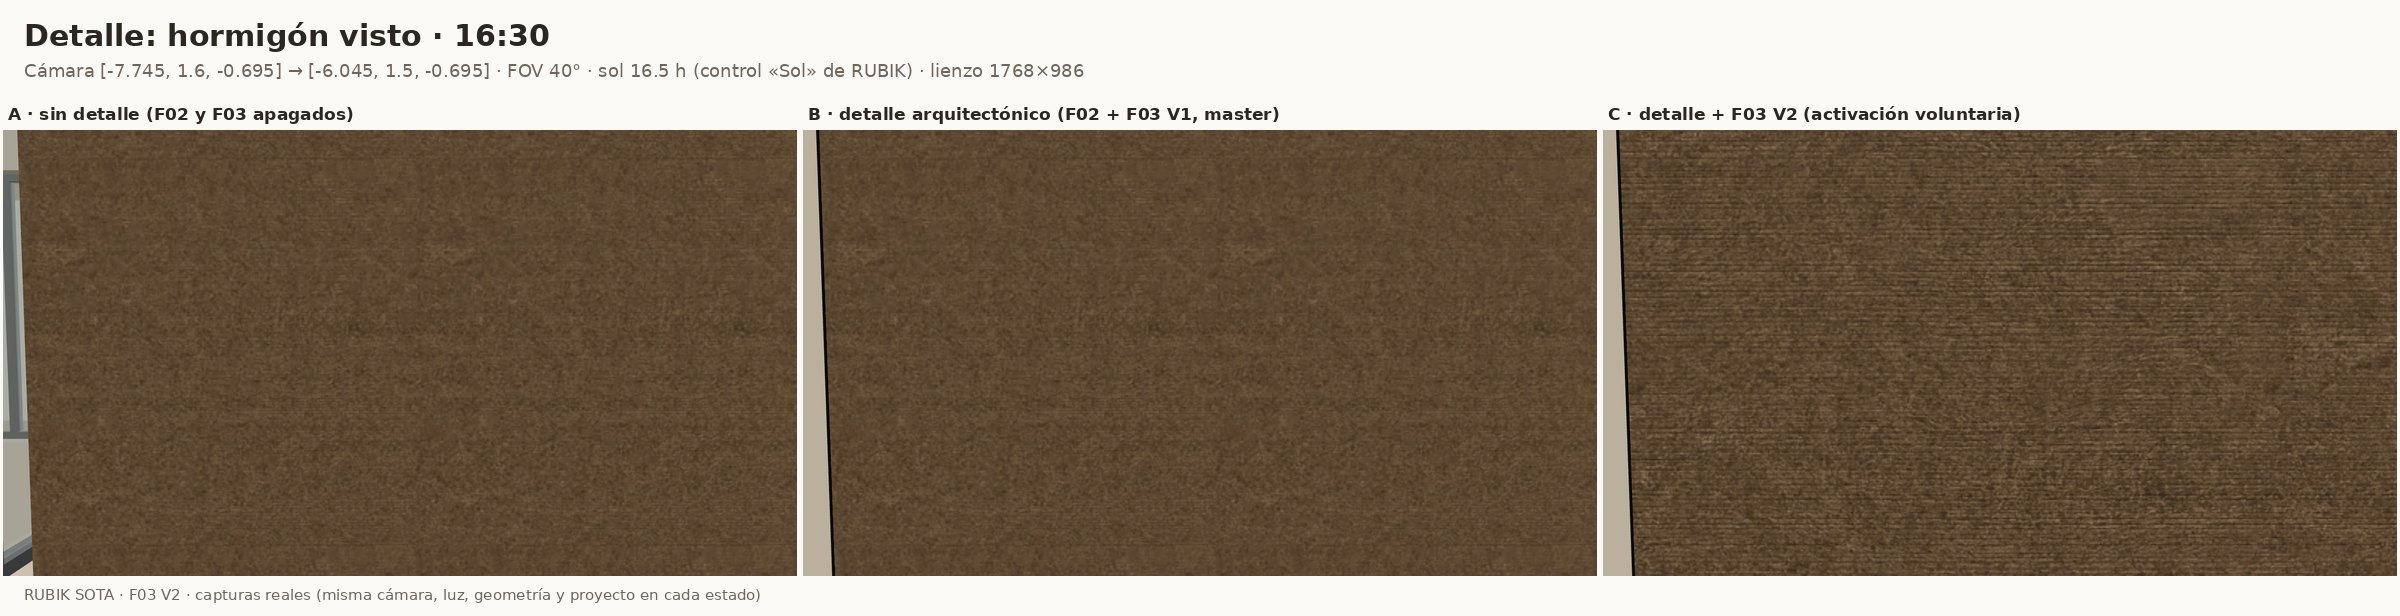 Detalle: hormigón visto · 16:30
Cámara [-7.745, 1.6, -0.695] → [-6.045, 1.5, -0.695] · FOV 40° · sol 16.5 h (control «Sol» de RUBIK) · lienzo 1768×986
A · sin detalle (F02 y F03 apagados)
B · detalle arquitectónico (F02 + F03 V1, master)
C · detalle + F03 V2 (activación voluntaria)
RUBIK SOTA · F03 V2 · capturas reales (misma cámara, luz, geometría y proyecto en cada estado)